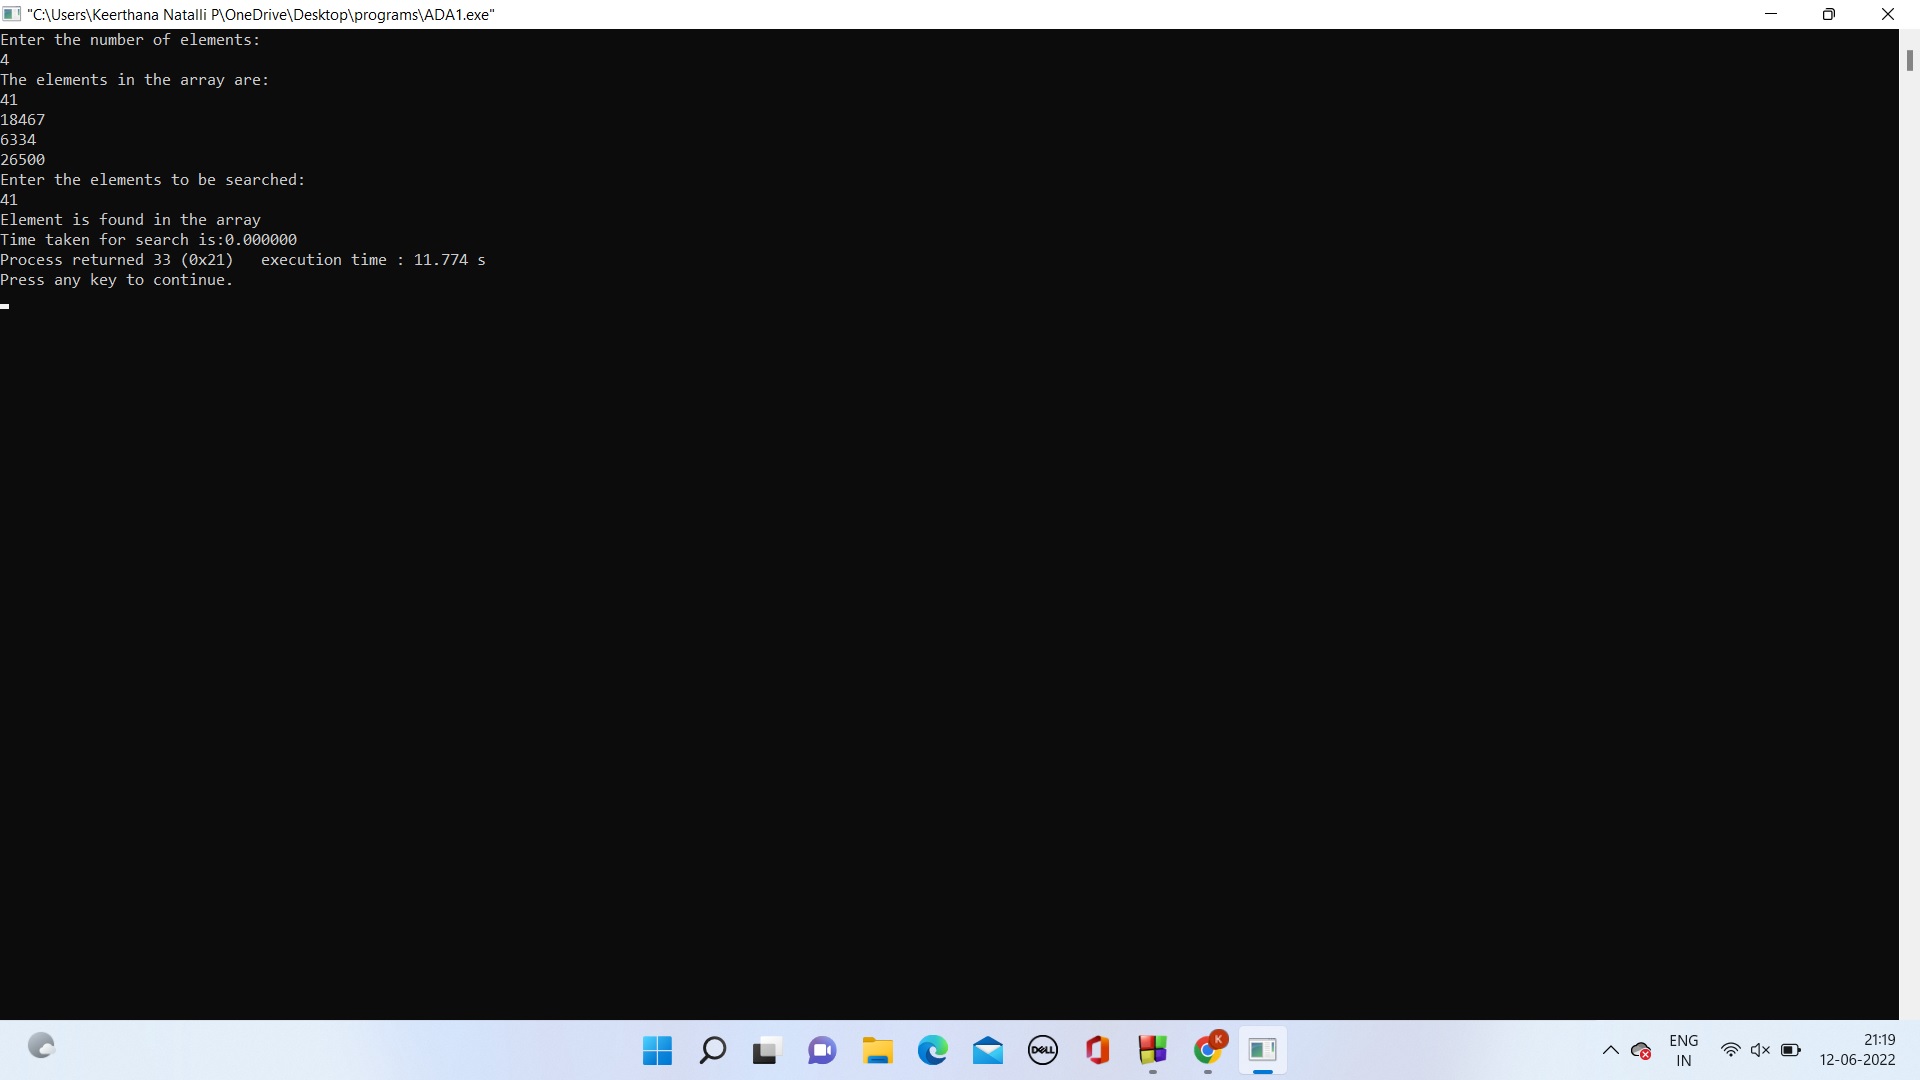 "C:\Users\Keerthana Natalli P\OneDrive\Desktop\programs\ADA1.exe"
Enter the number of elements:
4
The elements in the array are:
41
18467
6334
26500
Enter the elements to be searched:
41
Element is found in the array
Time taken for search is:0.000000
Process returned 33 (0x21)   execution time : 11.774 s
Press any key to continue.
DELL
K
ENG
IN
21:19
12-06-2022